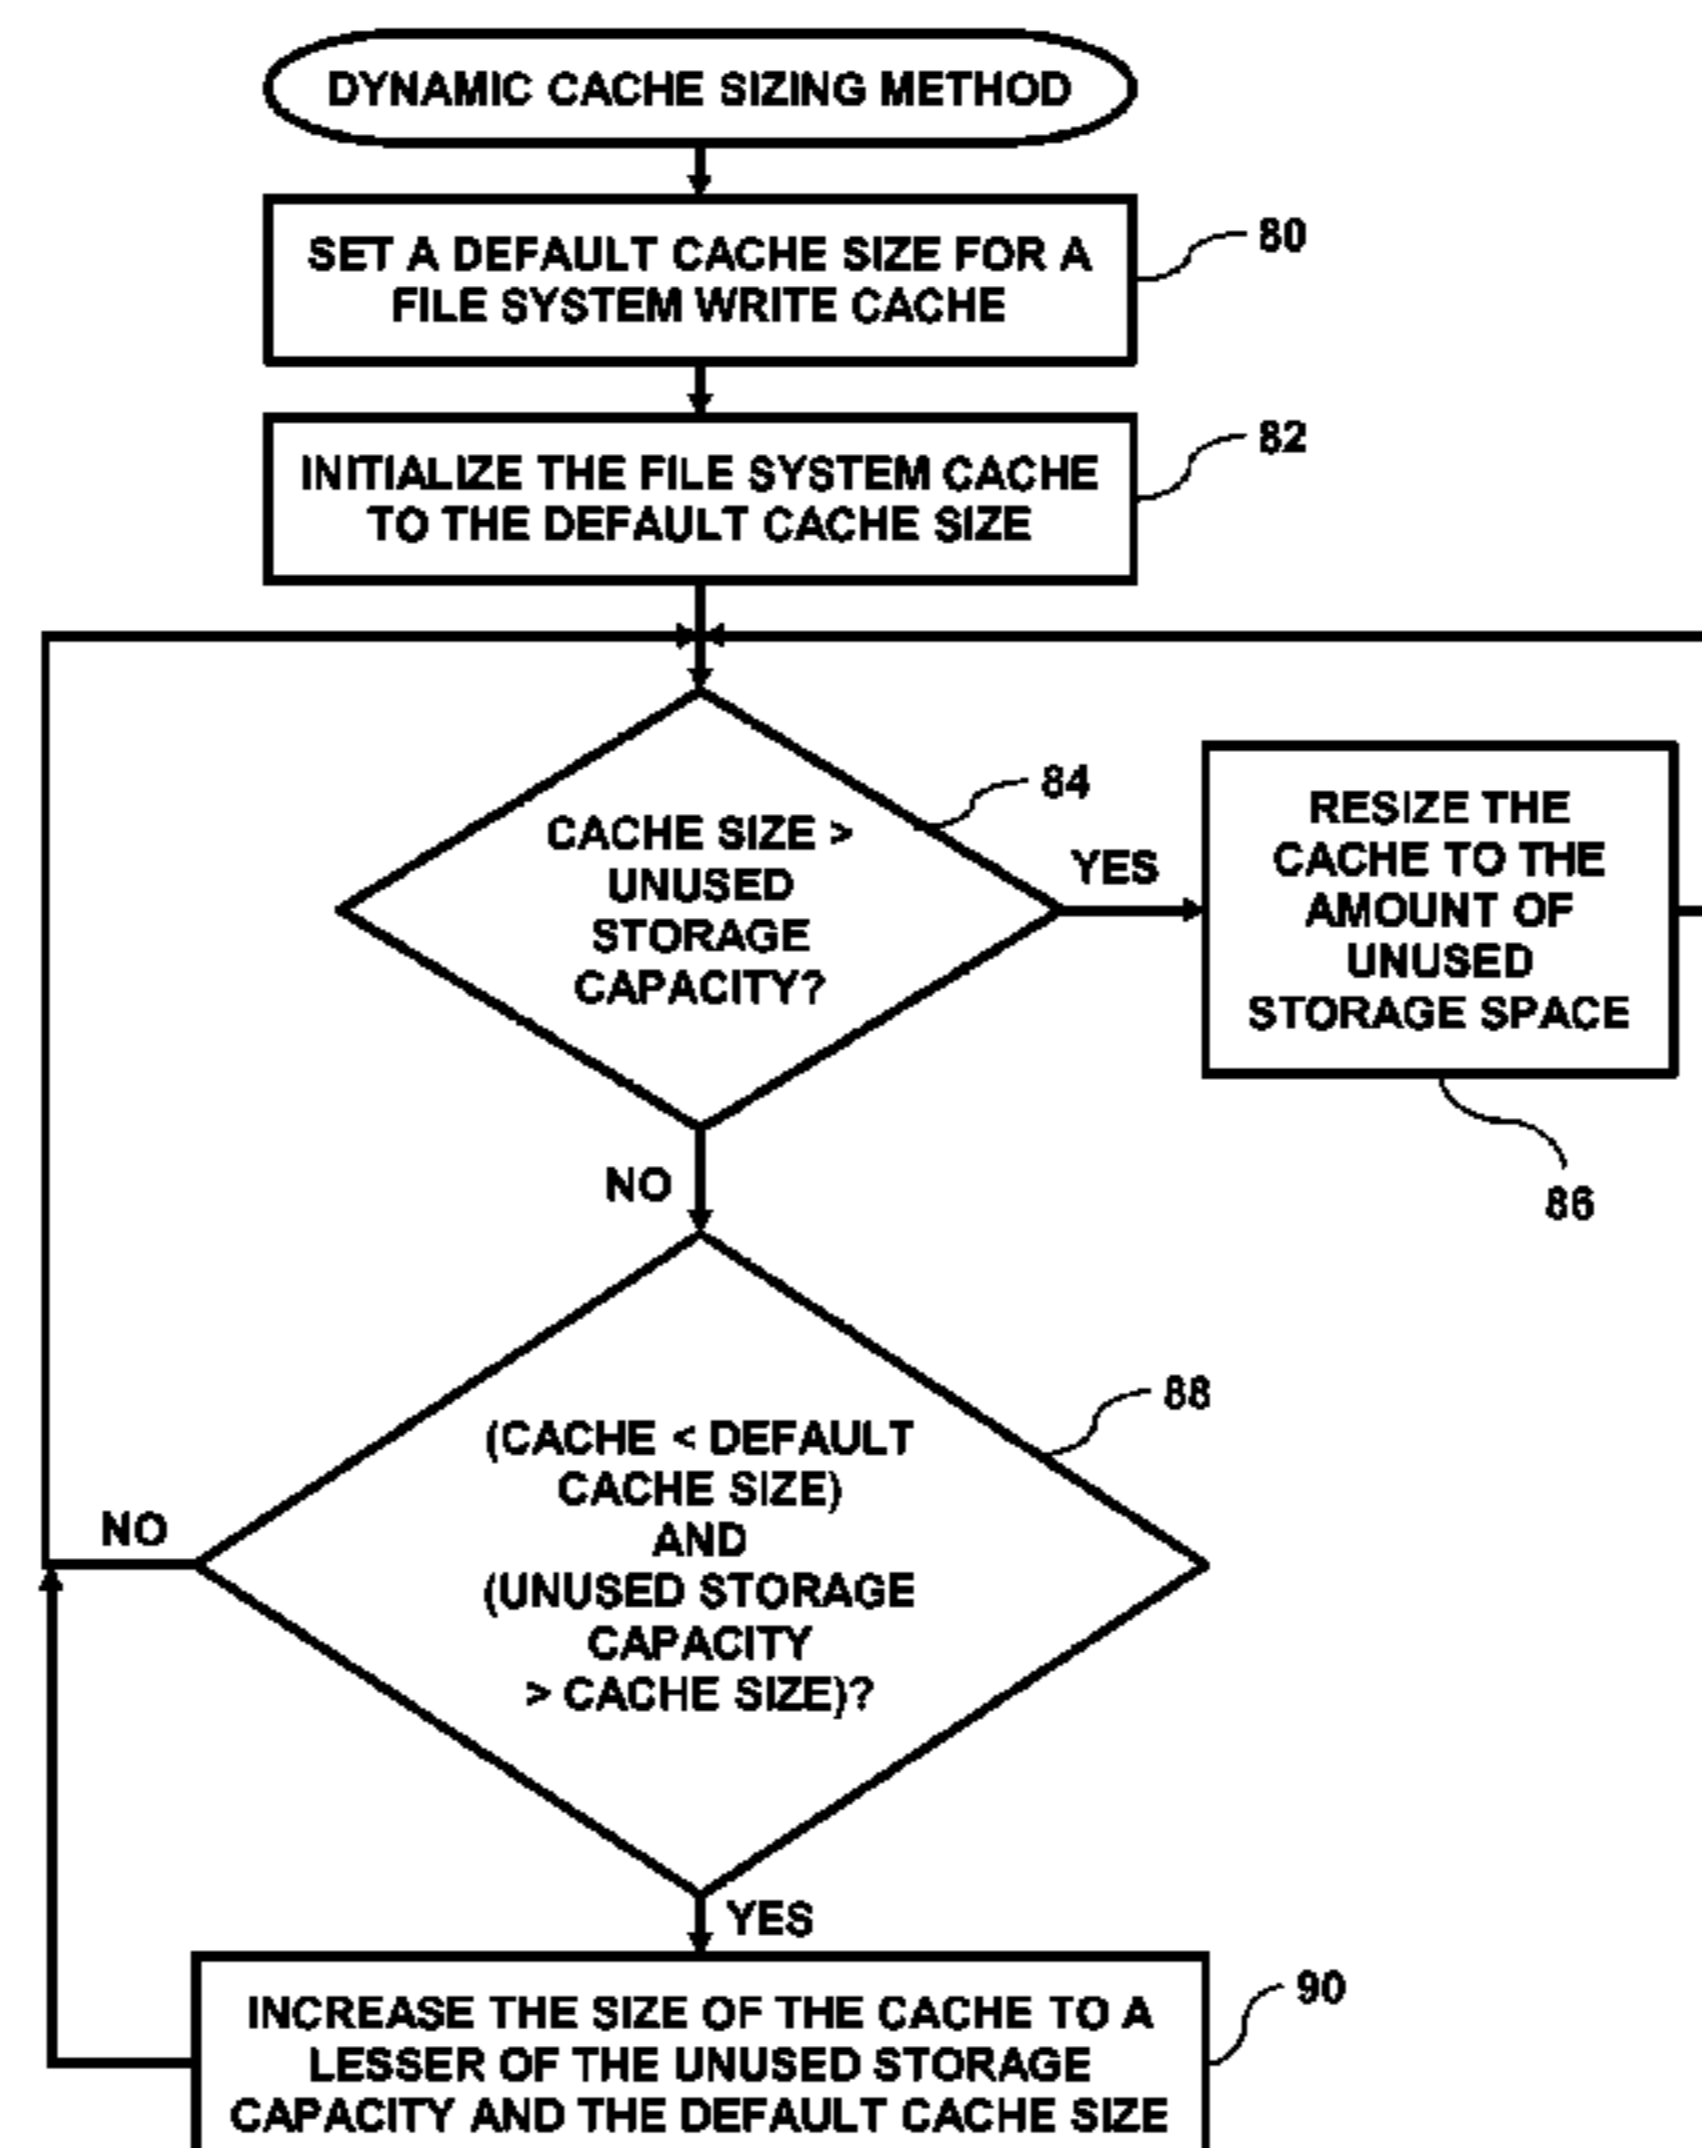 DYNAMIC CACHE SIZING METHOD
SET A DEFAULT CACHE SIZE FOR A
FILE SYSTEM WRITE CACHE
80
INITIALIZE THE FILE SYSTEM CACHE
TO THE DEFAULT CACHE SIZE
82
CACHE SIZE >
UNUSED
STORAGE
CAPACITY?
84
YES
RESIZE THE
CACHE TO THE
AMOUNT OF
UNUSED
STORAGE SPACE
86
NO
(CACHE < DEFAULT
CACHE SIZE)
AND
(UNUSED STORAGE
CAPACITY
> CACHE SIZE)?
88
NO
YES
INCREASE THE SIZE OF THE CACHE TO A
LESSER OF THE UNUSED STORAGE
CAPACITY AND THE DEFAULT CACHE SIZE
90